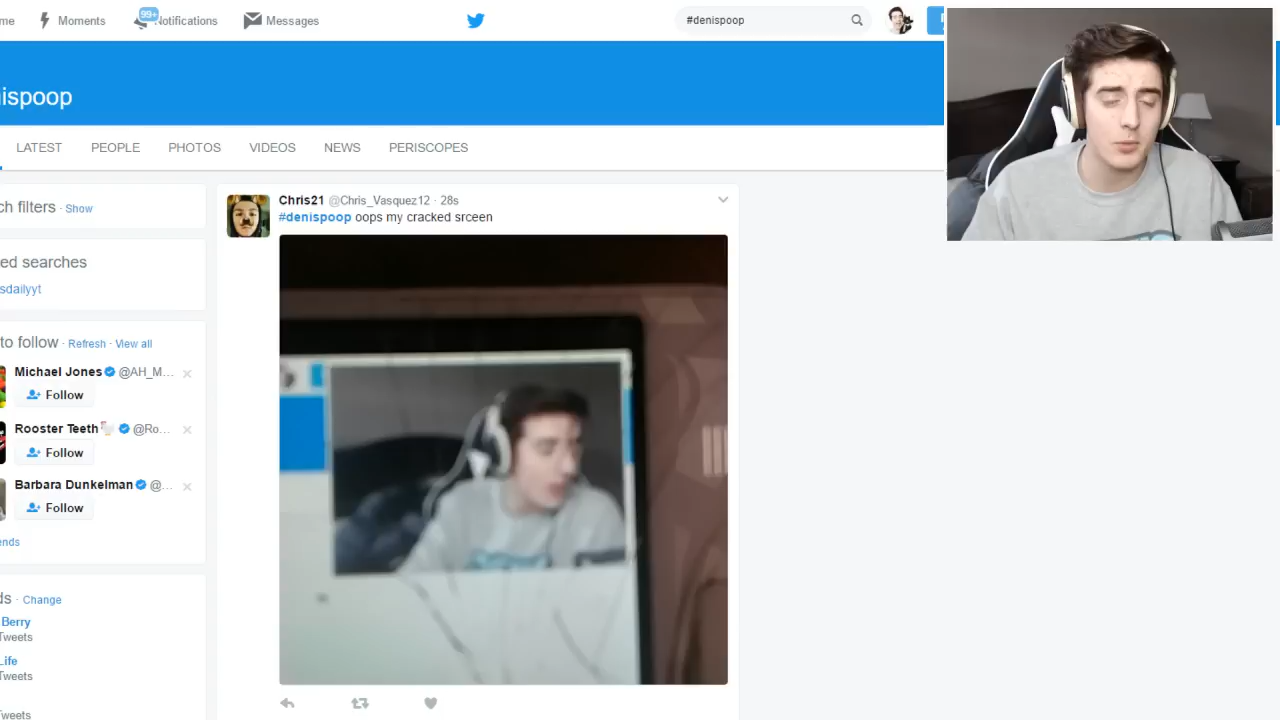 me Moments 99+ Notifications Messages #denispoop
ispoop
LATEST PEOPLE PHOTOS VIDEOS NEWS PERISCOPES
ch filters · Show
ed searches
sdailyyt
to follow · Refresh · View all
Michael Jones @AH_M...
Follow
Rooster Teeth @Ro...
Follow
Barbara Dunkelman @...
Follow
ends
ds · Change
Berry
Tweets
Life
Tweets
Tweets
Chris21 @Chris_Vasquez12 · 28s
#denispoop oops my cracked srceen